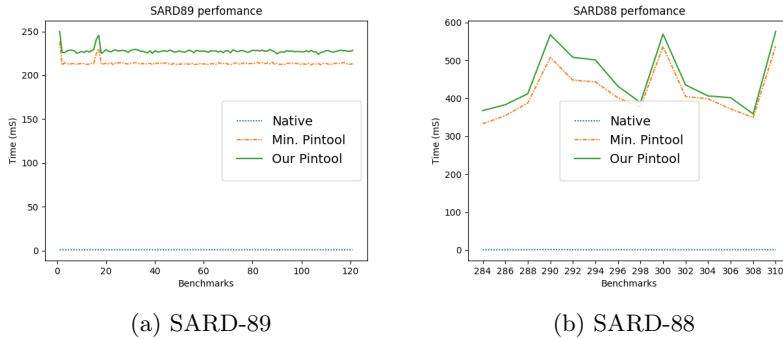 SARD89 perfomance
250
200
150
100
50
0
Time (mS)
Native
Min. Pintool
Our Pintool
0 20 40 60 80 100 120
Benchmarks
(a) SARD-89
SARD88 perfomance
600
500
400
300
200
100
0
Time (mS)
Native
Min. Pintool
Our Pintool
284 286 288 290 292 294 296 298 300 302 304 306 308 310
Benchmarks
(b) SARD-88